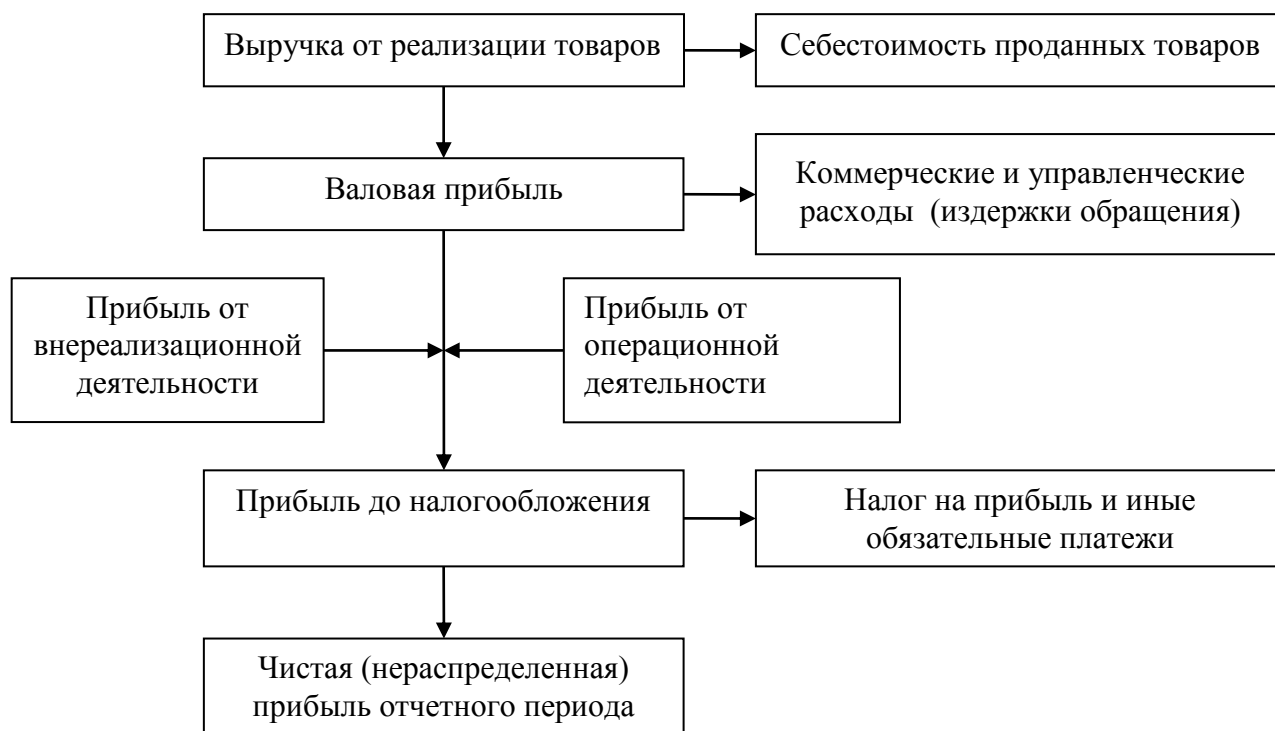 Выручка от реализации товаров
Себестоимость проданных товаров
Валовая прибыль
Коммерческие и управленческие
расходы (издержки обращения)
Прибыль от
внереализационной
деятельности
Прибыль от
операционной
деятельности
Прибыль до налогообложения
Налог на прибыль и иные
обязательные платежи
Чистая (нераспределенная)
прибыль отчетного периода